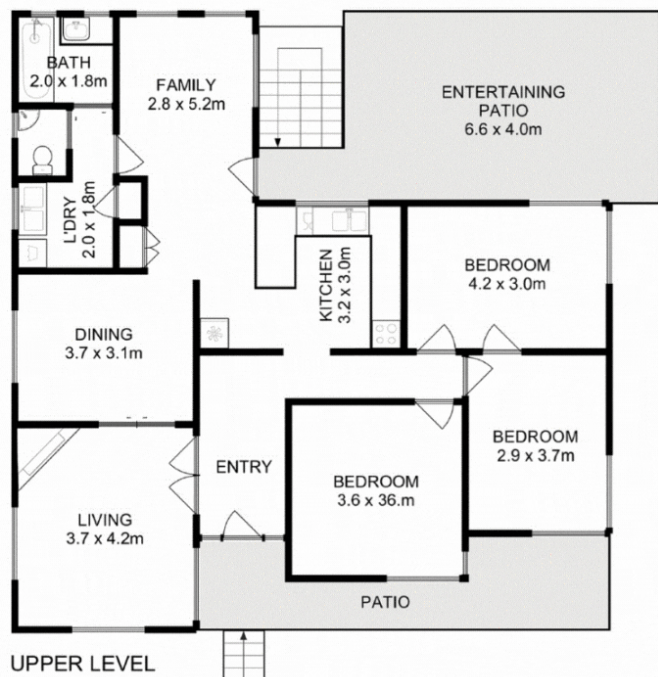 BATH
2.0 x 1.8m
FAMILY
2.8 x 5.2m
ENTERTAINING
PATIO
6.6 x 4.0m
L'DRY
2.0 x 1.8m
KITCHEN
3.2 x 3.0m
BEDROOM
4.2 x 3.0m
DINING
3.7 x 3.1m
ENTRY
BEDROOM
3.6 x 36.m
BEDROOM
2.9 x 3.7m
LIVING
3.7 x 4.2m
PATIO
UPPER LEVEL